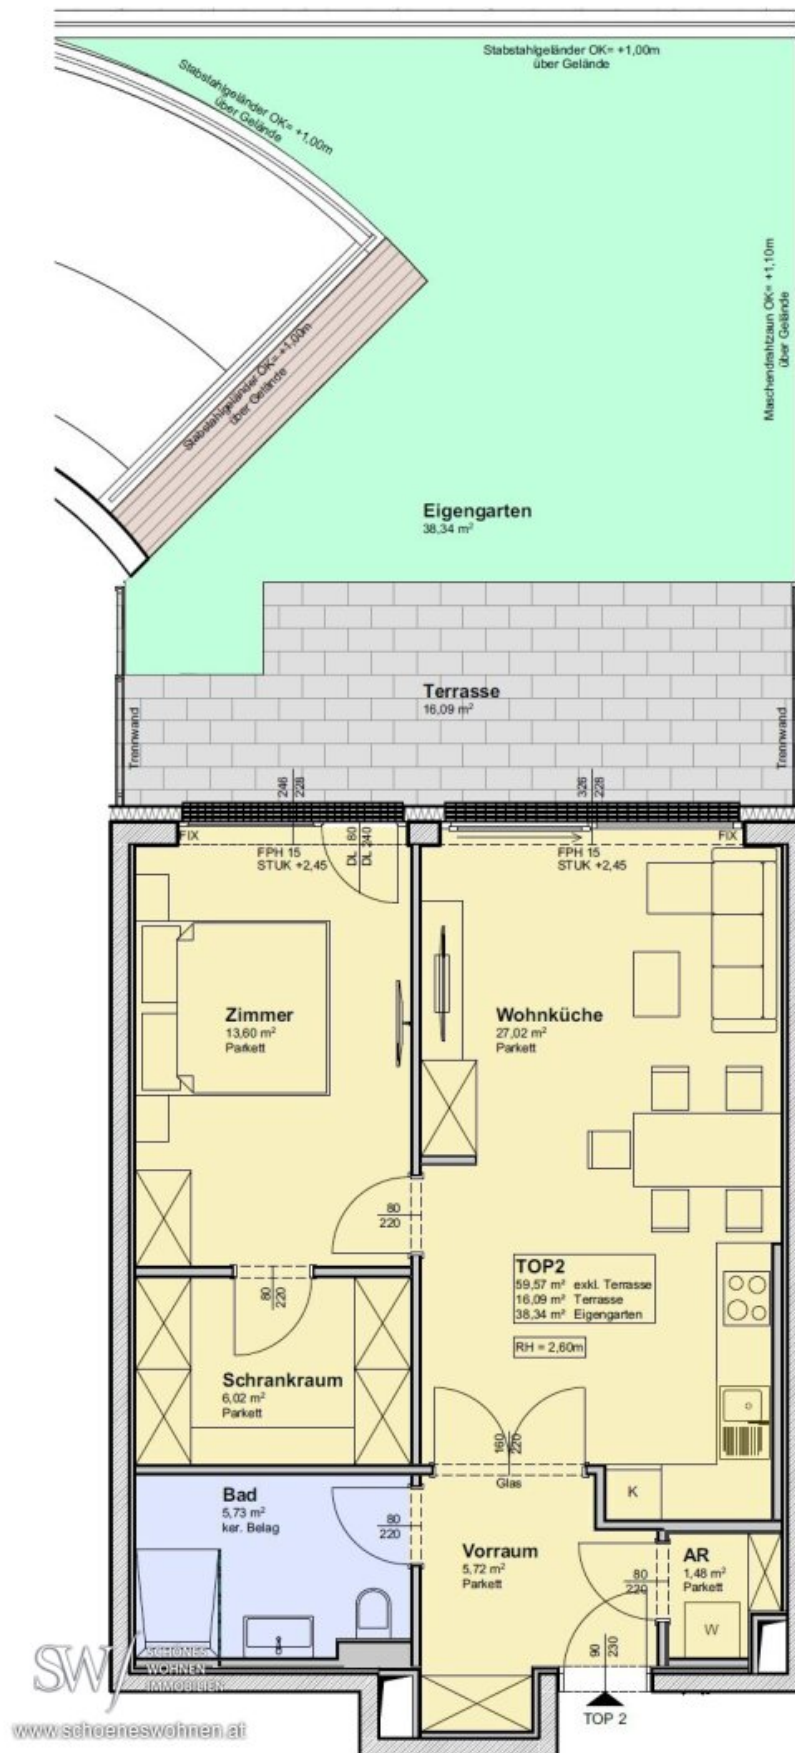 Stabstahlgeländer OK= +1,00m
über Gelände
Stabstahlgeländer OK= +1,00m
über Gelände
Maschendrahtzaun OK= +1,10m
über Gelände
Stabstahlgeländer OK= +1,00m
über Gelände
Eigengarten
38,34 m²
Terrasse
16,09 m²
Trennwand
Trennwand
246
228
326
228
FIX
FPH 15
STUK +2,45
DL 80
DL 240
FPH 15
STUK +2,45
FIX
Zimmer
13,60 m²
Parkett
Wohnküche
27,02 m²
Parkett
80
220
TOP2
59,57 m² exkl. Terrasse
16,09 m² Terrasse
38,34 m² Eigengarten
RH = 2,60m
80
220
Schrankraum
6,02 m²
Parkett
160
220
Glas
K
Bad
5,73 m²
ker. Belag
80
220
Vorraum
5,72 m²
Parkett
80
220
AR
1,48 m²
Parkett
W
90
230
TOP 2
SW
SCHÖNES
WOHNEN
IMMOBILIEN
www.schoeneswohnen.at